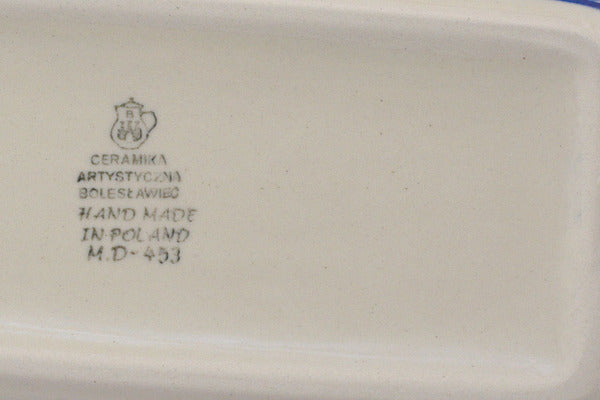 B
CERAMIKA
ARTYSTYCZNA
BOLESŁAWIEC
HAND MADE
IN POLAND
M.D-453